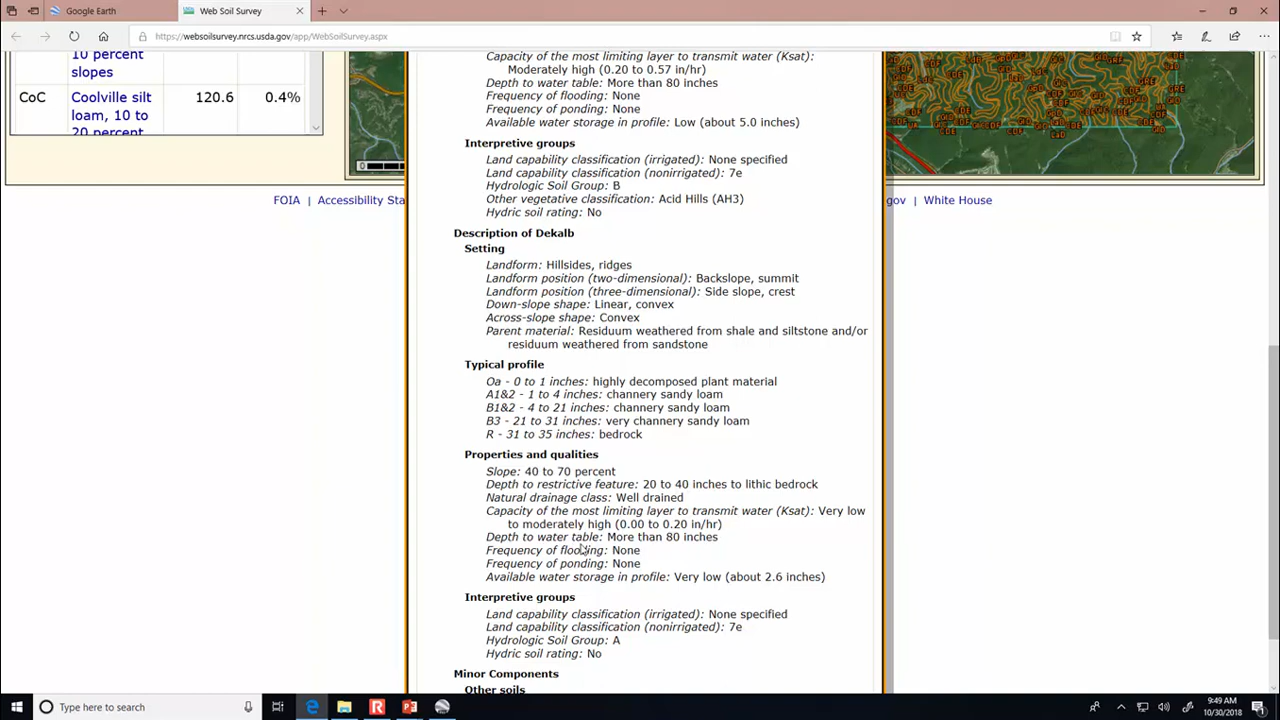 Google Earth
Web Soil Survey
https://websoilsurvey.nrcs.usda.gov/app/WebSoilSurvey.aspx
10 percent
slopes
CoC Coolville silt 120.6 0.4%
loam, 10 to
20 percent
0
FOIA | Accessibility Sta
gov | White House
Capacity of the most limiting layer to transmit water (Ksat):
Moderately high (0.20 to 0.57 in/hr)
Depth to water table: More than 80 inches
Frequency of flooding: None
Frequency of ponding: None
Available water storage in profile: Low (about 5.0 inches)
Interpretive groups
Land capability classification (irrigated): None specified
Land capability classification (nonirrigated): 7e
Hydrologic Soil Group: B
Other vegetative classification: Acid Hills (AH3)
Hydric soil rating: No
Description of Dekalb
Setting
Landform: Hillsides, ridges
Landform position (two-dimensional): Backslope, summit
Landform position (three-dimensional): Side slope, crest
Down-slope shape: Linear, convex
Across-slope shape: Convex
Parent material: Residuum weathered from shale and siltstone and/or
residuum weathered from sandstone
Typical profile
Oa - 0 to 1 inches: highly decomposed plant material
A1&2 - 1 to 4 inches: channery sandy loam
B1&2 - 4 to 21 inches: channery sandy loam
B3 - 21 to 31 inches: very channery sandy loam
R - 31 to 35 inches: bedrock
Properties and qualities
Slope: 40 to 70 percent
Depth to restrictive feature: 20 to 40 inches to lithic bedrock
Natural drainage class: Well drained
Capacity of the most limiting layer to transmit water (Ksat): Very low
to moderately high (0.00 to 0.20 in/hr)
Depth to water table: More than 80 inches
Frequency of flooding: None
Frequency of ponding: None
Available water storage in profile: Very low (about 2.6 inches)
Interpretive groups
Land capability classification (irrigated): None specified
Land capability classification (nonirrigated): 7e
Hydrologic Soil Group: A
Hydric soil rating: No
Minor Components
Other soils
Type here to search
9:49 AM
10/30/2018